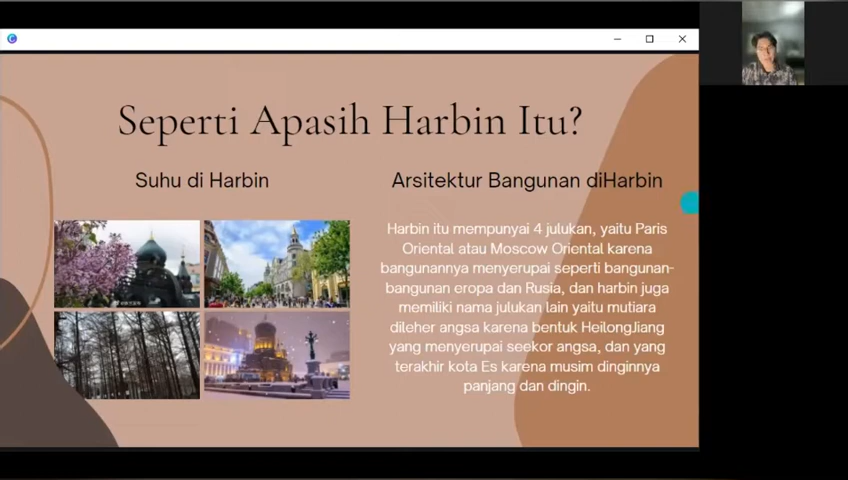 Seperti Apasih Harbin Itu?
Suhu di Harbin
Arsitektur Bangunan diHarbin
Harbin itu mempunyai 4 julukan, yaitu Paris
Oriental atau Moscow Oriental karena
bangunannya menyerupai seperti bangunan-
bangunan eropa dan Rusia, dan harbin juga
memiliki nama julukan lain yaitu mutiara
dileher angsa karena bentuk HeilongJiang
yang menyerupai seekor angsa, dan yang
terakhir kota Es karena musim dinginnya
panjang dan dingin.